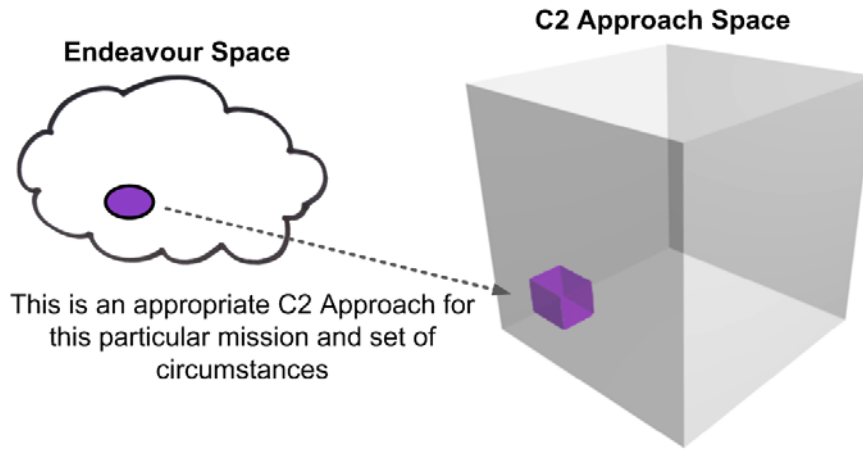 C2 Approach Space
Endeavour Space
This is an appropriate C2 Approach for
this particular mission and set of
circumstances